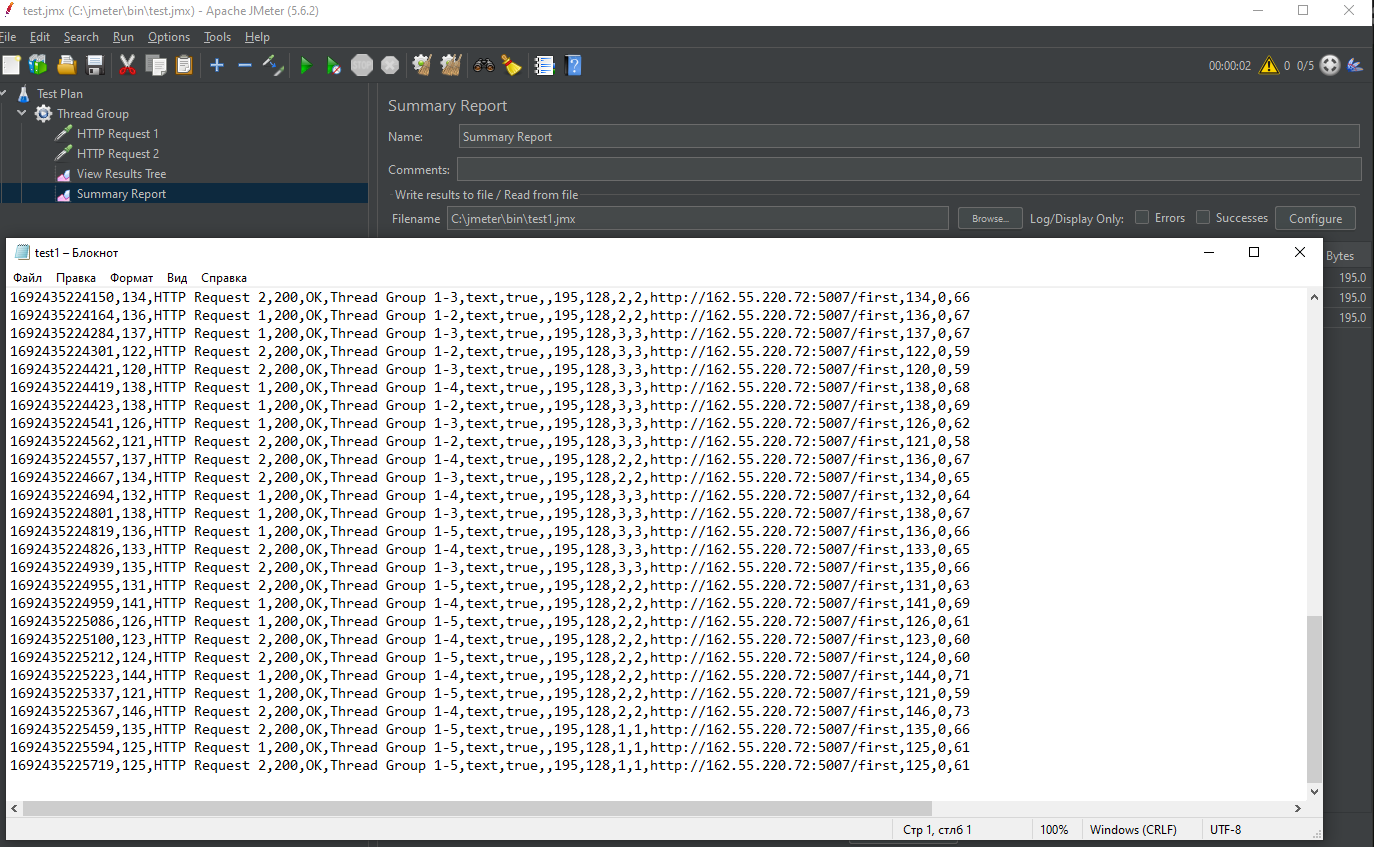 test.jmx (C:\jmeter\bin\test.jmx) - Apache JMeter (5.6.2)
File Edit Search Run Options Tools Help
STOP
00:00:02 0 0/5
Test Plan
Thread Group
HTTP Request 1
HTTP Request 2
View Results Tree
Summary Report
Summary Report
Name: Summary Report
Comments:
Write results to file / Read from file
Filename C:\jmeter\bin\test1.jmx Browse... Log/Display Only: Errors Successes Configure
Bytes
195.0
195.0
195.0
test1 – Блокнот
Файл Правка Формат Вид Справка
1692435224150,134,HTTP Request 2,200,OK,Thread Group 1-3,text,true,,195,128,2,2,http://162.55.220.72:5007/first,134,0,66
1692435224164,136,HTTP Request 1,200,OK,Thread Group 1-2,text,true,,195,128,2,2,http://162.55.220.72:5007/first,136,0,67
1692435224284,137,HTTP Request 1,200,OK,Thread Group 1-3,text,true,,195,128,3,3,http://162.55.220.72:5007/first,137,0,67
1692435224301,122,HTTP Request 2,200,OK,Thread Group 1-2,text,true,,195,128,3,3,http://162.55.220.72:5007/first,122,0,59
1692435224421,120,HTTP Request 2,200,OK,Thread Group 1-3,text,true,,195,128,3,3,http://162.55.220.72:5007/first,120,0,59
1692435224419,138,HTTP Request 1,200,OK,Thread Group 1-4,text,true,,195,128,3,3,http://162.55.220.72:5007/first,138,0,68
1692435224423,138,HTTP Request 1,200,OK,Thread Group 1-2,text,true,,195,128,3,3,http://162.55.220.72:5007/first,138,0,69
1692435224541,126,HTTP Request 1,200,OK,Thread Group 1-3,text,true,,195,128,3,3,http://162.55.220.72:5007/first,126,0,62
1692435224562,121,HTTP Request 2,200,OK,Thread Group 1-2,text,true,,195,128,3,3,http://162.55.220.72:5007/first,121,0,58
1692435224557,137,HTTP Request 2,200,OK,Thread Group 1-4,text,true,,195,128,2,2,http://162.55.220.72:5007/first,136,0,67
1692435224667,134,HTTP Request 2,200,OK,Thread Group 1-3,text,true,,195,128,2,2,http://162.55.220.72:5007/first,134,0,65
1692435224694,132,HTTP Request 1,200,OK,Thread Group 1-4,text,true,,195,128,3,3,http://162.55.220.72:5007/first,132,0,64
1692435224801,138,HTTP Request 1,200,OK,Thread Group 1-3,text,true,,195,128,3,3,http://162.55.220.72:5007/first,138,0,67
1692435224819,136,HTTP Request 1,200,OK,Thread Group 1-5,text,true,,195,128,3,3,http://162.55.220.72:5007/first,136,0,66
1692435224826,133,HTTP Request 2,200,OK,Thread Group 1-4,text,true,,195,128,3,3,http://162.55.220.72:5007/first,133,0,65
1692435224939,135,HTTP Request 2,200,OK,Thread Group 1-3,text,true,,195,128,3,3,http://162.55.220.72:5007/first,135,0,66
1692435224955,131,HTTP Request 2,200,OK,Thread Group 1-5,text,true,,195,128,2,2,http://162.55.220.72:5007/first,131,0,63
1692435224959,141,HTTP Request 1,200,OK,Thread Group 1-4,text,true,,195,128,2,2,http://162.55.220.72:5007/first,141,0,69
1692435225086,126,HTTP Request 1,200,OK,Thread Group 1-5,text,true,,195,128,2,2,http://162.55.220.72:5007/first,126,0,61
1692435225100,123,HTTP Request 2,200,OK,Thread Group 1-4,text,true,,195,128,2,2,http://162.55.220.72:5007/first,123,0,60
1692435225212,124,HTTP Request 2,200,OK,Thread Group 1-5,text,true,,195,128,2,2,http://162.55.220.72:5007/first,124,0,60
1692435225223,144,HTTP Request 1,200,OK,Thread Group 1-4,text,true,,195,128,2,2,http://162.55.220.72:5007/first,144,0,71
1692435225337,121,HTTP Request 1,200,OK,Thread Group 1-5,text,true,,195,128,2,2,http://162.55.220.72:5007/first,121,0,59
1692435225367,146,HTTP Request 2,200,OK,Thread Group 1-4,text,true,,195,128,2,2,http://162.55.220.72:5007/first,146,0,73
1692435225459,135,HTTP Request 2,200,OK,Thread Group 1-5,text,true,,195,128,1,1,http://162.55.220.72:5007/first,135,0,66
1692435225594,125,HTTP Request 1,200,OK,Thread Group 1-5,text,true,,195,128,1,1,http://162.55.220.72:5007/first,125,0,61
1692435225719,125,HTTP Request 2,200,OK,Thread Group 1-5,text,true,,195,128,1,1,http://162.55.220.72:5007/first,125,0,61
Стр 1, стлб 1 100% Windows (CRLF) UTF-8